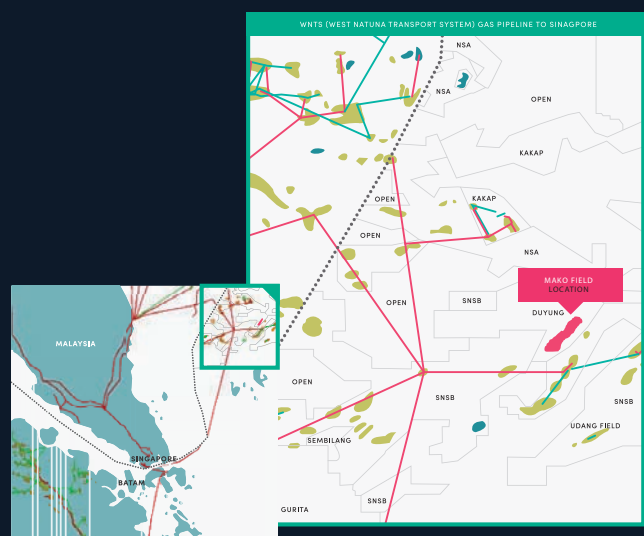 WNTS (WEST NATUNA TRANSPORT SYSTEM) GAS PIPELINE TO SINAGPORE
NSA
NSA
OPEN
KAKAP
OPEN
KAKAP
OPEN
NSA
MAKO FIELD
LOCATION
OPEN
SNSB
DUYUNG
MALAYSIA
OPEN
SNSB
SNSB
UDANG FIELD
SEMBILANG
SINGAPORE
BATAM
SNSB
GURITA